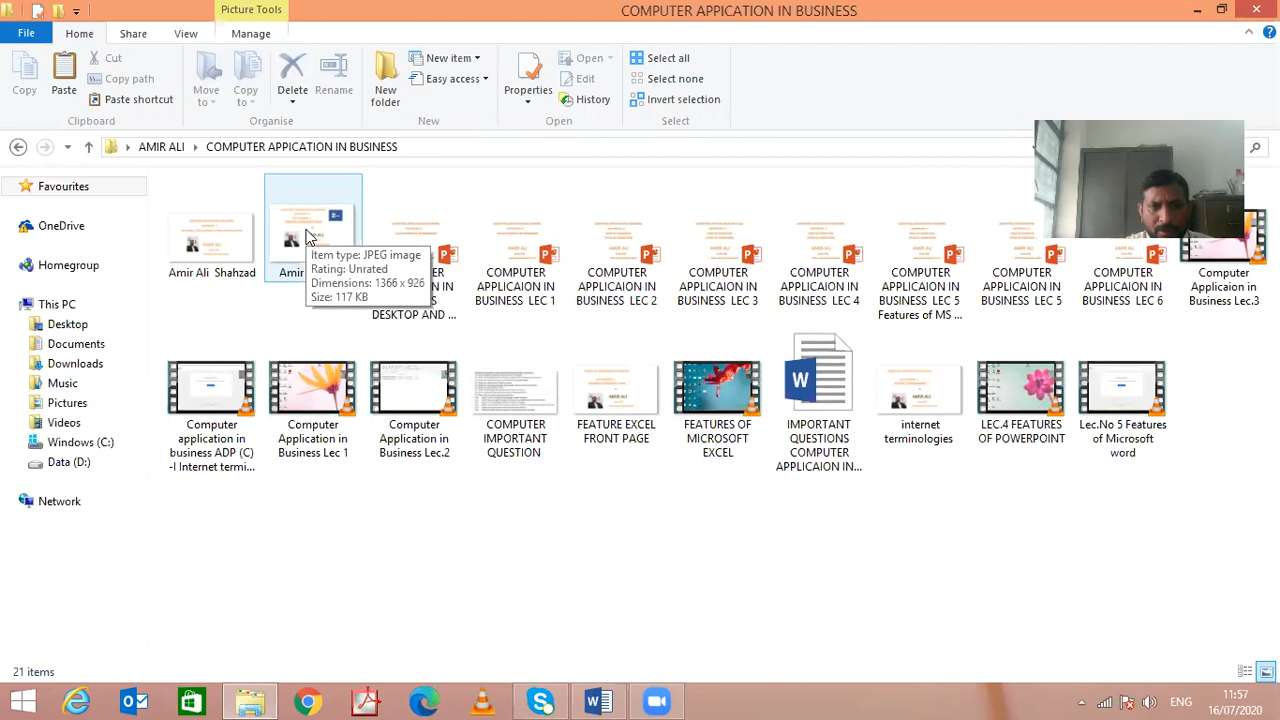 Picture Tools
COMPUTER APPICATION IN BUSINESS
File
Home
Share
View
Manage
Copy
Paste
Cut
Copy path
Paste shortcut
Move to
Copy to
Delete
Rename
New folder
New item
Easy access
Properties
Open
Edit
History
Select all
Select none
Invert selection
Clipboard
Organise
New
Open
Select
AMIR ALI
COMPUTER APPICATION IN BUSINESS
Favourites
OneDrive
Homegroup
This PC
Desktop
Documents
Downloads
Music
Pictures
Videos
Windows (C:)
Data (D:)
Network
Amir Ali Shahzad
Amir
Item type: JPEG image
Rating: Unrated
Dimensions: 1366 x 926
Size: 117 KB
DESKTOP AND ...
COMPUTER APPLICAION IN BUSINESS LEC 1
COMPUTER APPLICAION IN BUSINESS LEC 2
COMPUTER APPLICAION IN BUSINESS LEC 3
COMPUTER APPLICAION IN BUSINESS LEC 4
COMPUTER APPLICAION IN BUSINESS LEC 5 Features of MS ...
COMPUTER APPLICAION IN BUSINESS LEC 5
COMPUTER APPLICAION IN BUSINESS LEC 6
Computer Applicaion in Business Lec.3
Computer application in business ADP (C) -I Internet termi...
Computer Application in Business Lec 1
Computer Application in Business Lec.2
COMPUTER IMPORTANT QUESTION
FEATURE EXCEL FRONT PAGE
FEATURES OF MICROSOFT EXCEL
IMPORTANT QUESTIONS COMPUTER APPLICAION IN...
internet terminologies
LEC.4 FEATURES OF POWERPOINT
Lec.No 5 Features of Microsoft word
21 items
ENG
11:57
16/07/2020